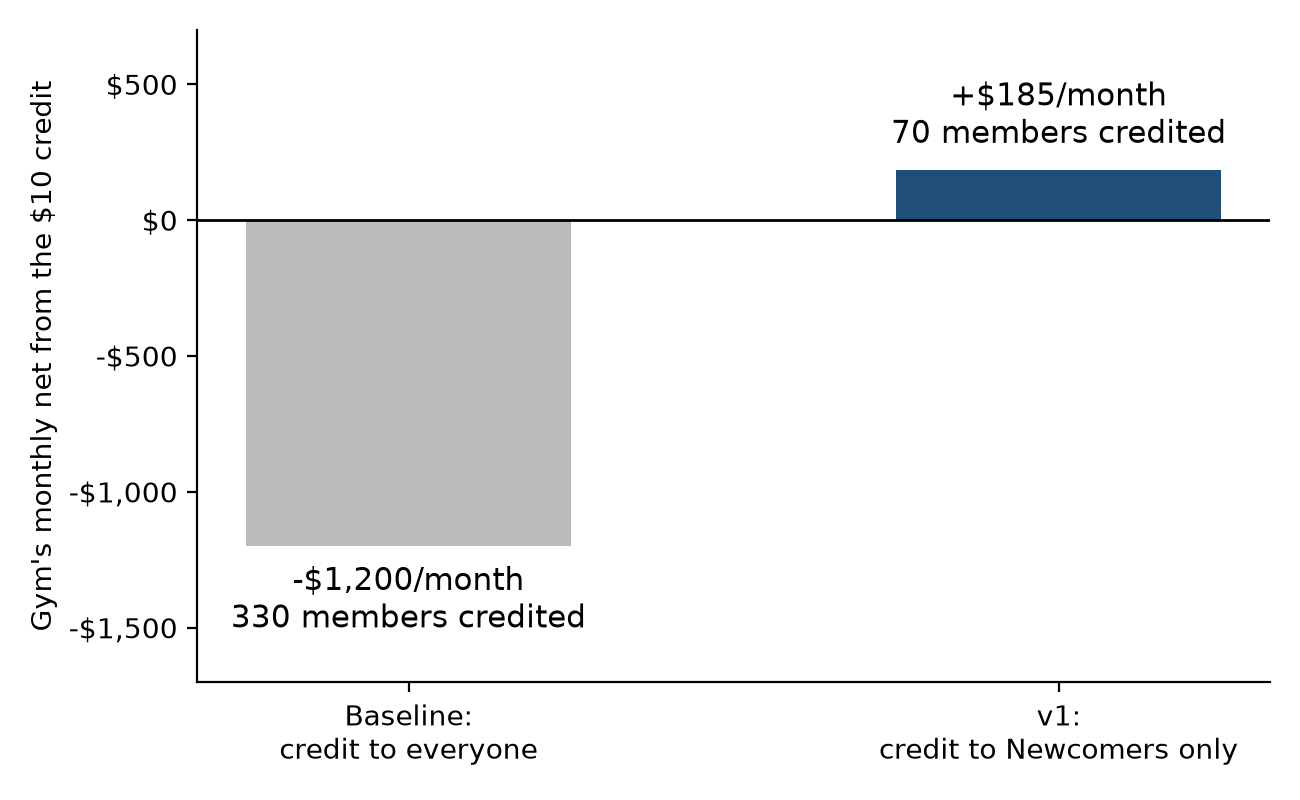 Gym's monthly net from the $10 credit
$500
$0
-$500
-$1,000
-$1,500
+$185/month
70 members credited
-$1,200/month
330 members credited
Baseline:
credit to everyone
v1:
credit to Newcomers only